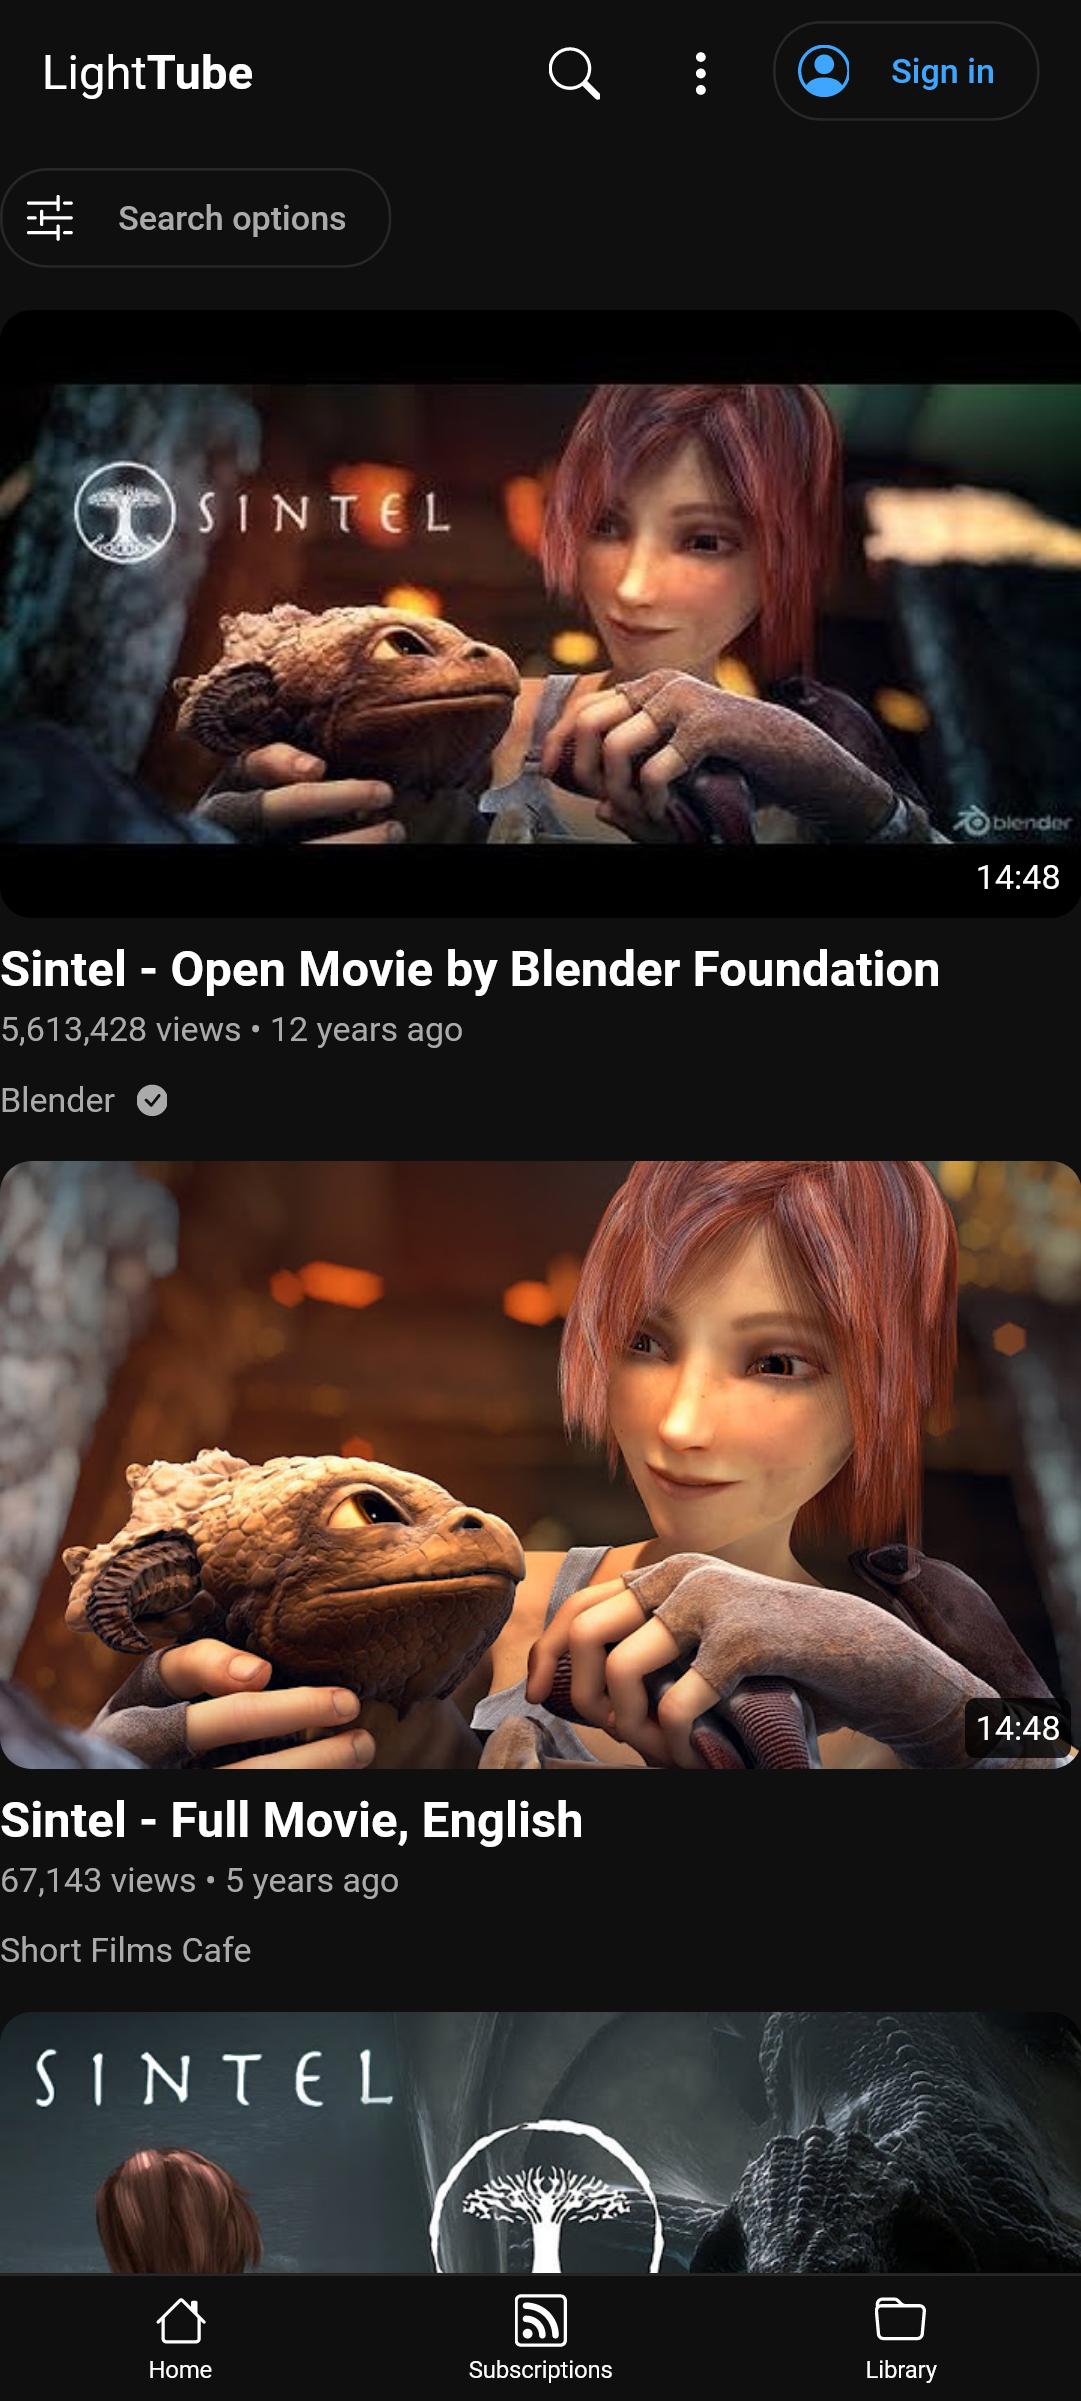 LightTube
Sign in
Search options
SINTEL
blender
14:48
Sintel - Open Movie by Blender Foundation
5,613,428 views • 12 years ago
Blender
14:48
Sintel - Full Movie, English
67,143 views • 5 years ago
Short Films Cafe
SINTEL
Home
Subscriptions
Library